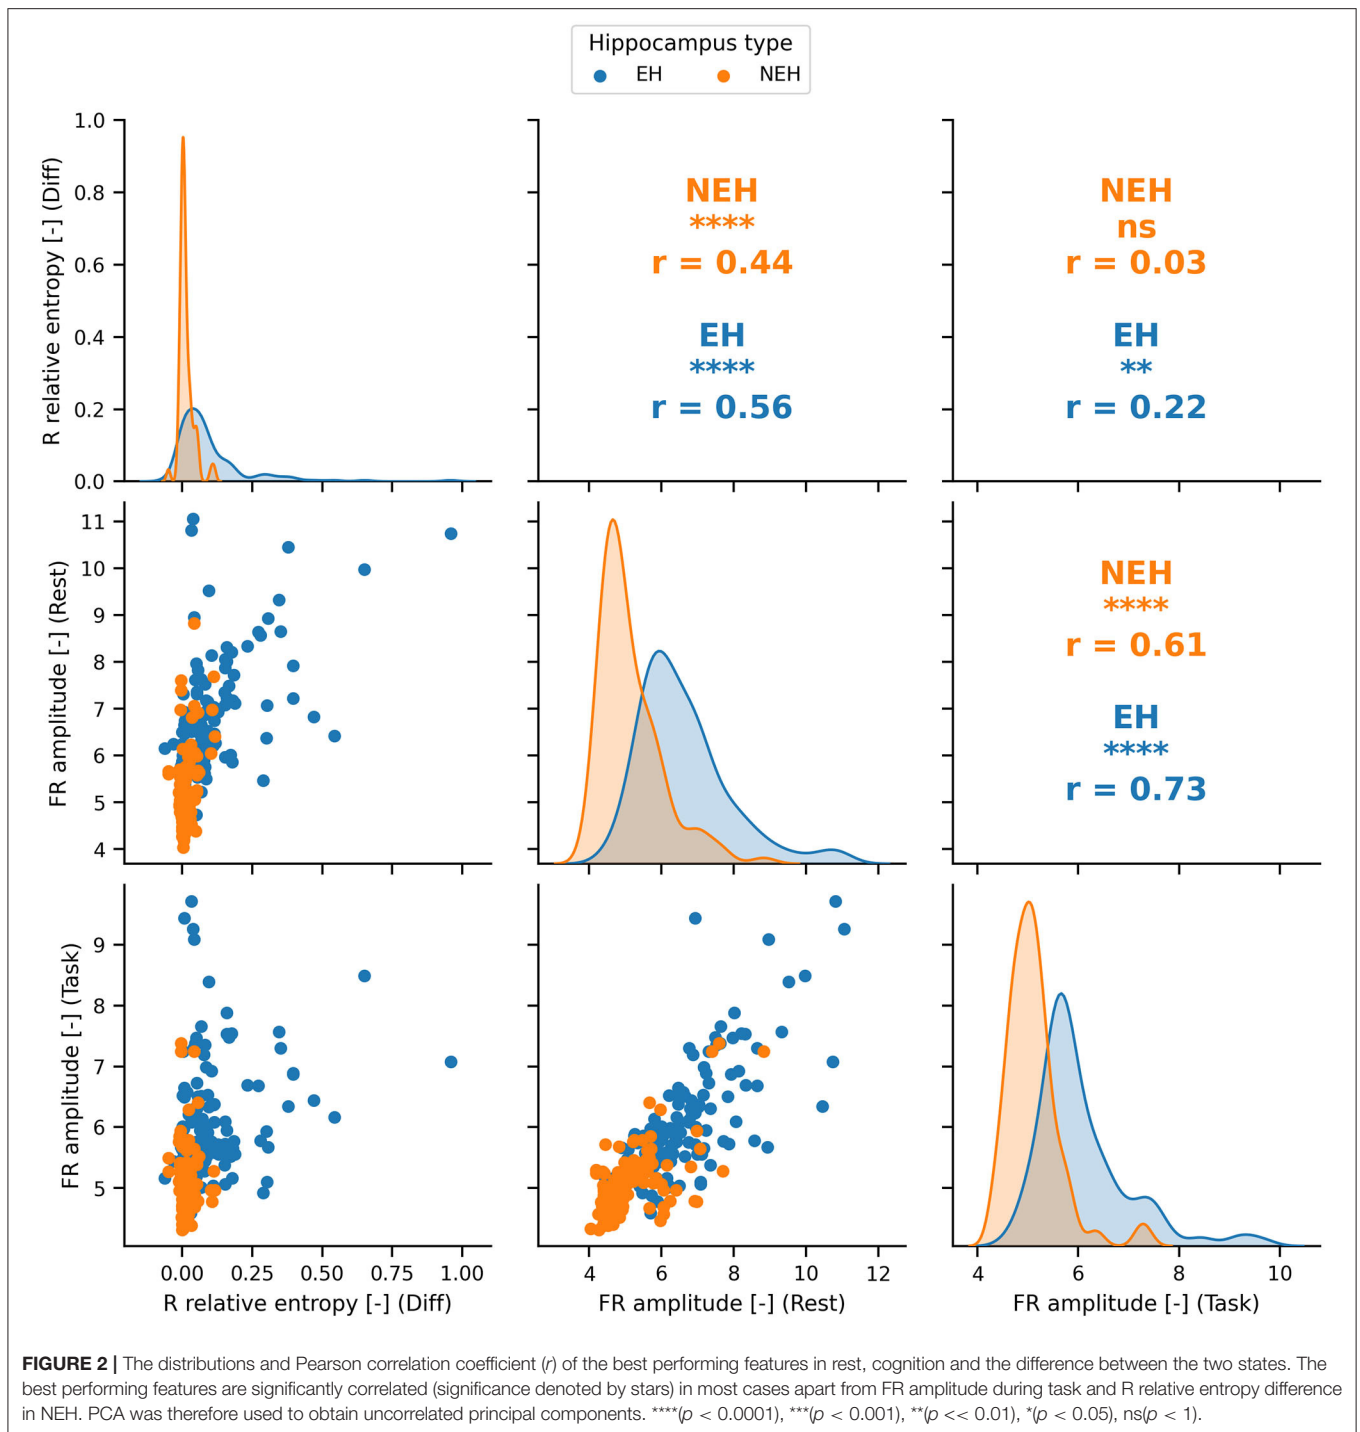 Hippocampus type
EH NEH
R relative entropy [-] (Diff)
1.0
0.8
0.6
0.4
0.2
0.0
NEH
****
r = 0.44
EH
****
r = 0.56
NEH
ns
r = 0.03
EH
**
r = 0.22
FR amplitude [-] (Rest)
11
10
9
8
7
6
5
4
NEH
****
r = 0.61
EH
****
r = 0.73
FR amplitude [-] (Task)
9
8
7
6
5
0.00 0.25 0.50 0.75 1.00
R relative entropy [-] (Diff)
4 6 8 10 12
FR amplitude [-] (Rest)
4 6 8 10
FR amplitude [-] (Task)
FIGURE 2 | The distributions and Pearson correlation coefficient (r) of the best performing features in rest, cognition and the difference between the two states. The
best performing features are significantly correlated (significance denoted by stars) in most cases apart from FR amplitude during task and R relative entropy difference
in NEH. PCA was therefore used to obtain uncorrelated principal components. ****(p < 0.0001), ***(p < 0.001), **(p << 0.01), *(p < 0.05), ns(p < 1).